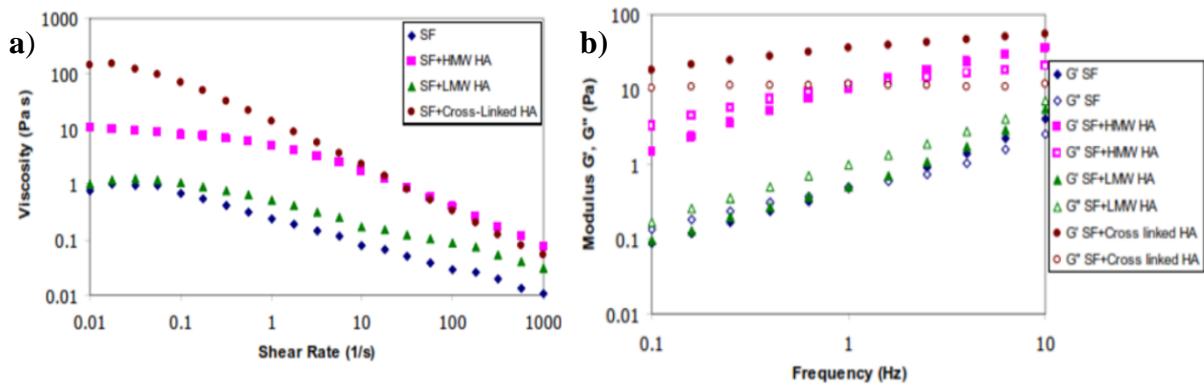 a)
1000
100
10
1
0.1
0.01
Viscosity (Pa s)
0.01 0.1 1 10 100 1000
Shear Rate (1/s)
SF
SF+HMW HA
SF+LMW HA
SF+Cross-Linked HA
b)
100
10
1
0.1
0.01
Modulus G', G" (Pa)
0.1 1 10
Frequency (Hz)
G' SF
G" SF
G' SF+HMW HA
G" SF+HMW HA
G' SF+LMW HA
G" SF+LMW HA
G' SF+Cross linked HA
G" SF+Cross linked HA